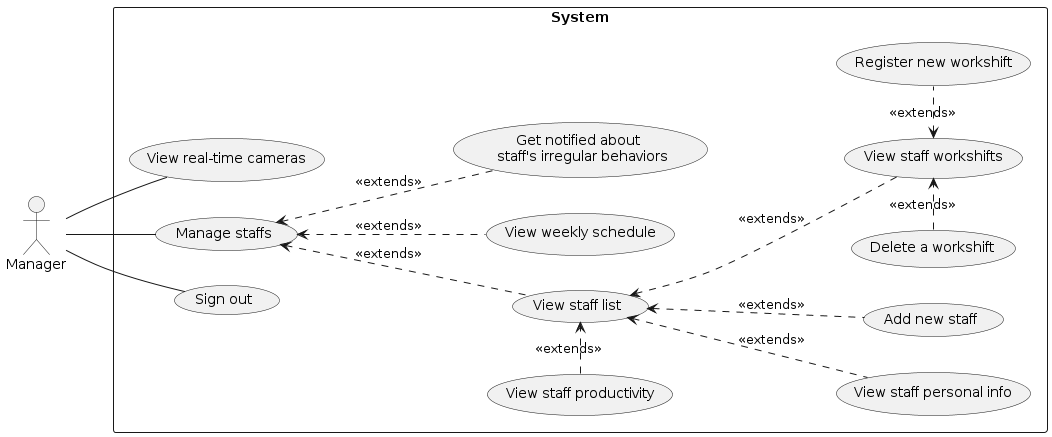 System
Register new workshift
«extends»
Get notified about
staff's irregular behaviors
View real-time cameras
View staff workshifts
«extends»
«extends»
«extends»
Manage staffs
«extends»
View weekly schedule
Delete a workshift
«extends»
Manager
Sign out
View staff list
«extends»
Add new staff
«extends»
«extends»
View staff productivity
View staff personal info